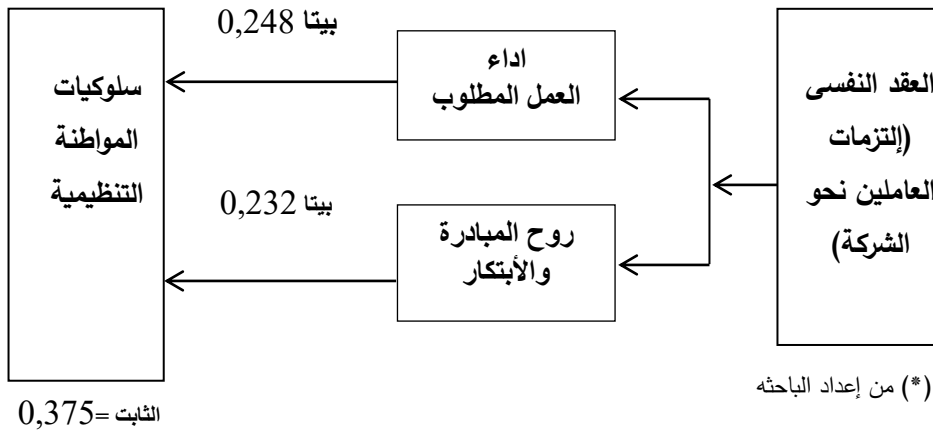 العقد النفسى
(إلتزمات
العاملين نحو
الشركة)
اداء
العمل المطلوب
روح المبادرة
والأبتكار
بيتا 0,248
بيتا 0,232
سلوكيات
المواطنة
التنظيمية
(*) من إعداد الباحثه
الثابت =0,375